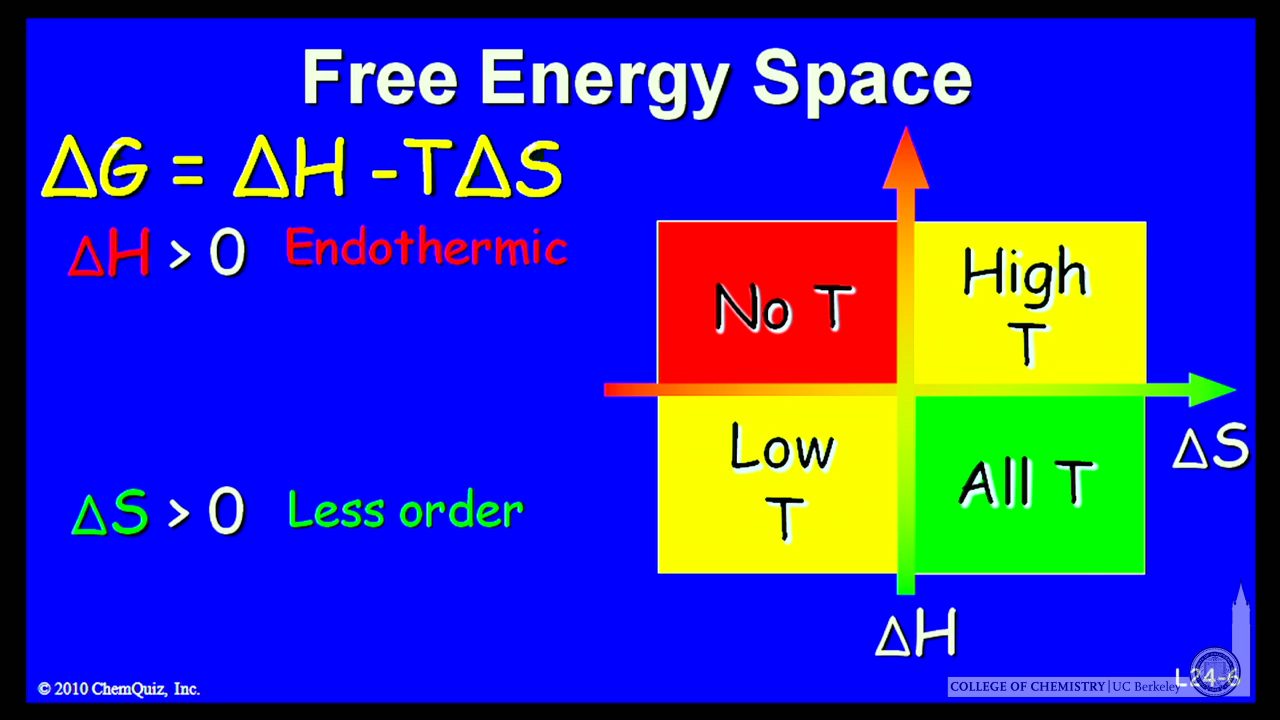 Free Energy Space
ΔG = ΔH -TΔS
ΔH > 0 Endothermic
No T
High
T
Low
T
All T
ΔS
ΔS > 0 Less order
ΔH
© 2010 ChemQuiz, Inc.
COLLEGE OF CHEMISTRY | UC Berkeley
L24-6